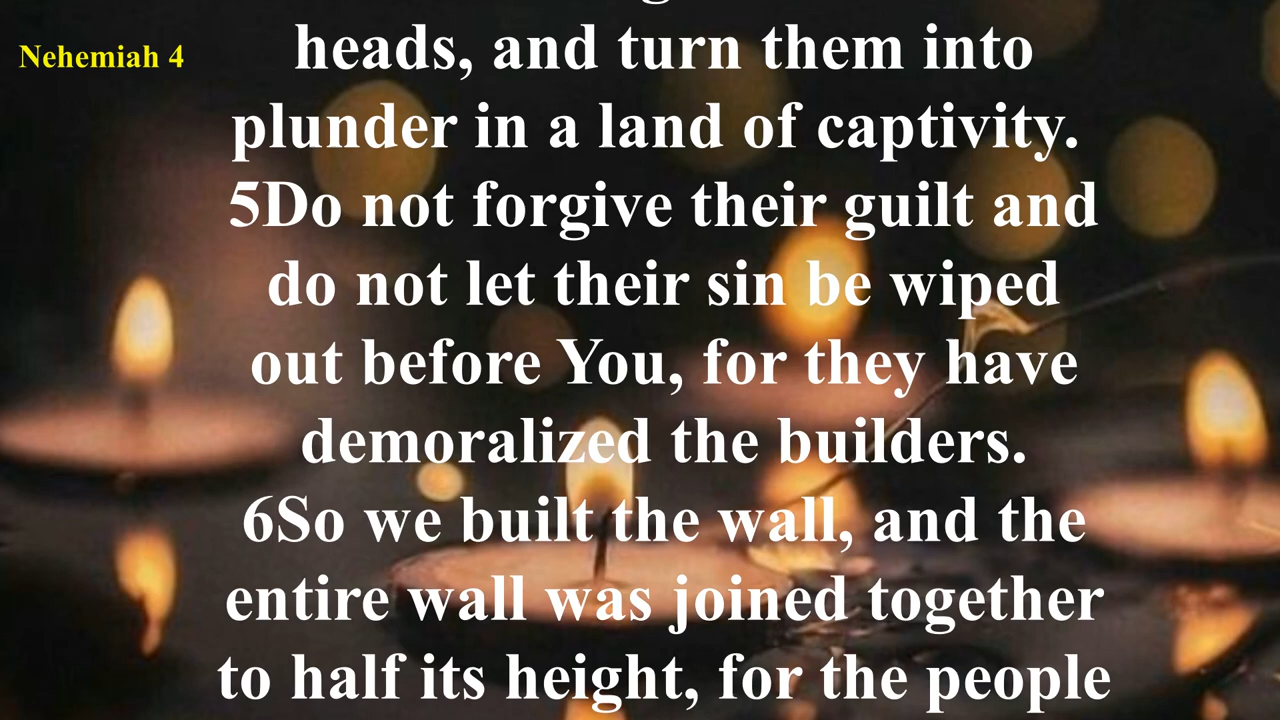 Nehemiah 4
heads, and turn them into
plunder in a land of captivity.
5Do not forgive their guilt and
do not let their sin be wiped
out before You, for they have
demoralized the builders.
6So we built the wall, and the
entire wall was joined together
to half its height, for the people